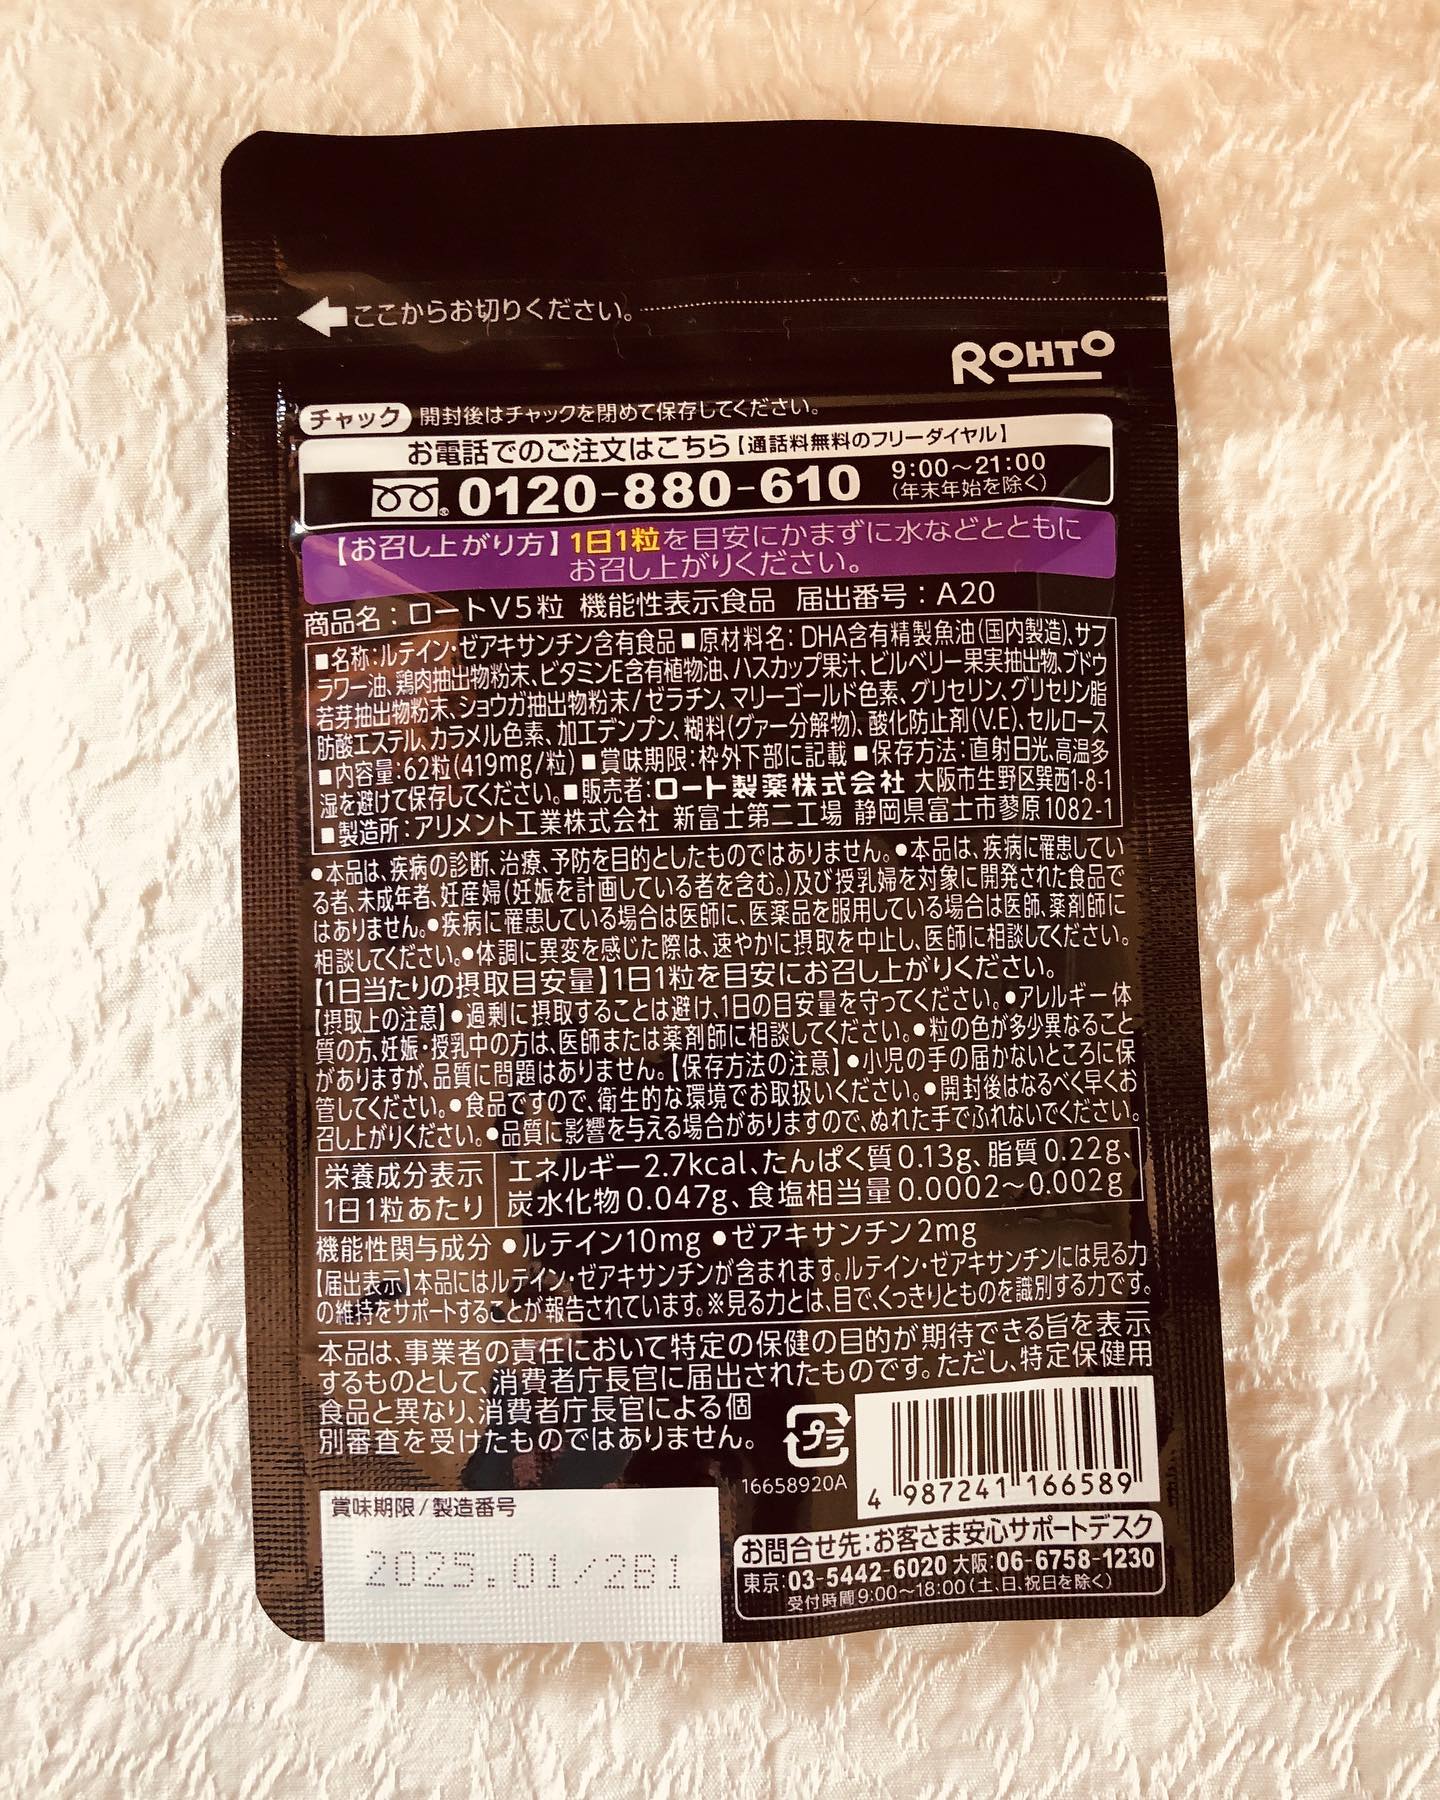 ここからお切りください。
ROHTO
チャック 開封後はチャックを閉めて保存してください。
お電話でのご注文はこちら【通話料無料のフリーダイヤル】
0120-880-610 9:00~21:00
(年末年始を除く)
【お召し上がり方】1日1粒を目安にかまずに水などとともに
お召し上がりください。
商品名:ロートV5粒 機能性表示食品 届出番号:A20
■名称:ルテイン・ゼアキサンチン含有食品■原材料名:DHA含有精製魚油(国内製造)、サフ
ラワー油、鶏肉抽出物粉末、ビタミンE含有植物油、ハスカップ果汁、ビルベリー果実抽出物、ブドウ
若芽抽出物粉末、ショウガ抽出物粉末/ゼラチン、マリーゴールド色素、グリセリン、グリセリン脂
肪酸エステル、カラメル色素、加工デンプン、糊料(グァー分解物)、酸化防止剤(V.E)、セルロース
■内容量:62粒(419mg/粒)■賞味期限:枠外下部に記載■保存方法:直射日光、高温多
湿を避けて保存してください。■販売者:ロート製薬株式会社 大阪市生野区巽西1-8-1
■製造所:アリメント工業株式会社 新富士第二工場 静岡県富士市蓼原1082-1
●本品は、疾病の診断、治療、予防を目的としたものではありません。●本品は、疾病に罹患してい
る者、未成年者、妊産婦(妊娠を計画している者を含む。)及び授乳婦を対象に開発された食品で
はありません。●疾病に罹患している場合は医師に、医薬品を服用している場合は医師、薬剤師に
相談してください。●体調に異変を感じた際は、速やかに摂取を中止し、医師に相談してください。
【1日当たりの摂取目安量】1日1粒を目安にお召し上がりください。
【摂取上の注意】●過剰に摂取することは避け、1日の目安量を守ってください。●アレルギー体
質の方、妊娠・授乳中の方は、医師または薬剤師に相談してください。●粒の色が多少異なること
がありますが、品質に問題はありません。【保存方法の注意】●小児の手の届かないところに保
管してください。●食品ですので、衛生的な環境でお取扱いください。●開封後はなるべく早くお
召し上がりください。●品質に影響を与える場合がありますので、ぬれた手でふれないでください。
栄養成分表示 エネルギー2.7kcal、たんぱく質0.13g、脂質0.22g、
1日1粒あたり 炭水化物0.047g、食塩相当量0.0002~0.002g
機能性関与成分 ●ルテイン10mg ●ゼアキサンチン2mg
【届出表示】本品にはルテイン・ゼアキサンチンが含まれます。ルテイン・ゼアキサンチンには見る力
の維持をサポートすることが報告されています。※見る力とは、目で、くっきりとものを識別する力です。
本品は、事業者の責任において特定の保健の目的が期待できる旨を表示
するものとして、消費者庁長官に届出されたものです。ただし、特定保健用
食品と異なり、消費者庁長官による個
別審査を受けたものではありません。
プラ
16658920A
4 987241 166589
賞味期限/製造番号
2025.01/2B1
お問合せ先:お客さま安心サポートデスク
東京:03-5442-6020 大阪:06-6758-1230
受付時間9:00~18:00(土、日、祝日を除く)